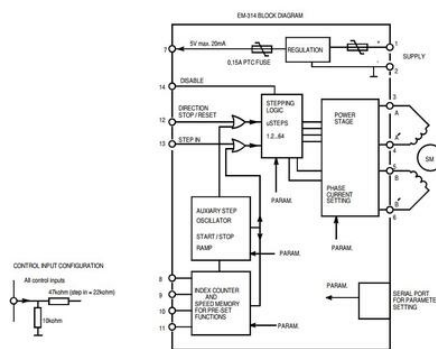 EM-314 BLOCK DIAGRAM
7
5V max. 20mA
0,15A PTC FUSE
REGULATION
+
1
SUPPLY
-
2
14
DISABLE
STEPPING
LOGIC
uSTEPS
1.2...64
POWER
STAGE
PHASE
CURRENT
SETTING
12
DIRECTION
STOP / RESET
13
STEP IN
3
A
A'
4
SM
5
B
B'
6
PARAM.
PARAM.
AUXIARY STEP
OSCILLATOR
START / STOP
RAMP
PARAM.
8
9
10
11
INDEX COUNTER
AND
SPEED MEMORY
FOR PRE-SET
FUNCTIONS
PARAM.
PARAM.
SERIAL PORT
FOR PARAMETER
SETTING
CONTROL INPUT CONFIGURATION
All control inputs
47kohm (step in = 22kohm)
10kohm